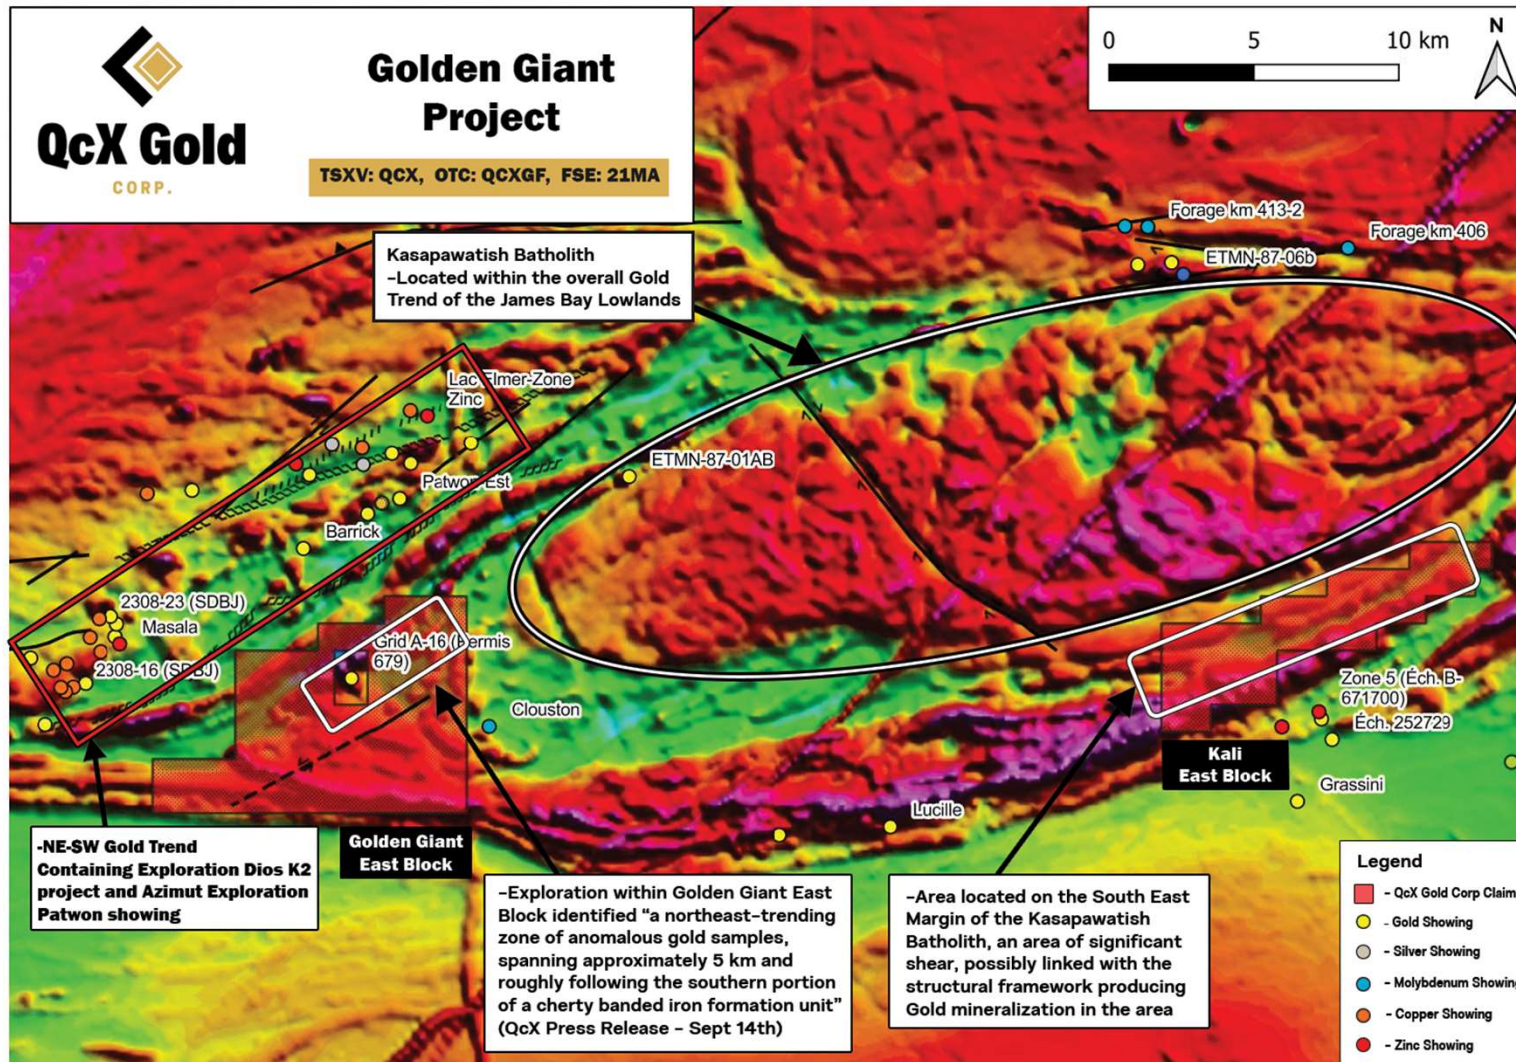 QcX Gold
CORP.
Golden Giant
Project
TSXV: QCX, OTC: QCXGF, FSE: 21MA
0 5 10 km
N
Kasapawatish Batholith
–Located within the overall Gold
Trend of the James Bay Lowlands
Forage km 413-2
Forage km 406
ETMN-87-06b
Lac Elmer-Zone
Zinc
ETMN-87-01AB
Patwon Est
Barrick
2308-23 (SDBJ)
Masala
2308-16 (SDBJ)
Grid A-16 (Permis
679)
Clouston
Zone 5 (Éch. B-
671700)
Éch. 252729
Kali
East Block
Grassini
Lucille
-NE-SW Gold Trend
Containing Exploration Dios K2
project and Azimut Exploration
Patwon showing
Golden Giant
East Block
–Exploration within Golden Giant East
Block identified “a northeast–trending
zone of anomalous gold samples,
spanning approximately 5 km and
roughly following the southern portion
of a cherty banded iron formation unit”
(QcX Press Release – Sept 14th)
–Area located on the South East
Margin of the Kasapawatish
Batholith, an area of significant
shear, possibly linked with the
structural framework producing
Gold mineralization in the area
Legend
- QcX Gold Corp Claim
- Gold Showing
- Silver Showing
- Molybdenum Showing
- Copper Showing
- Zinc Showing